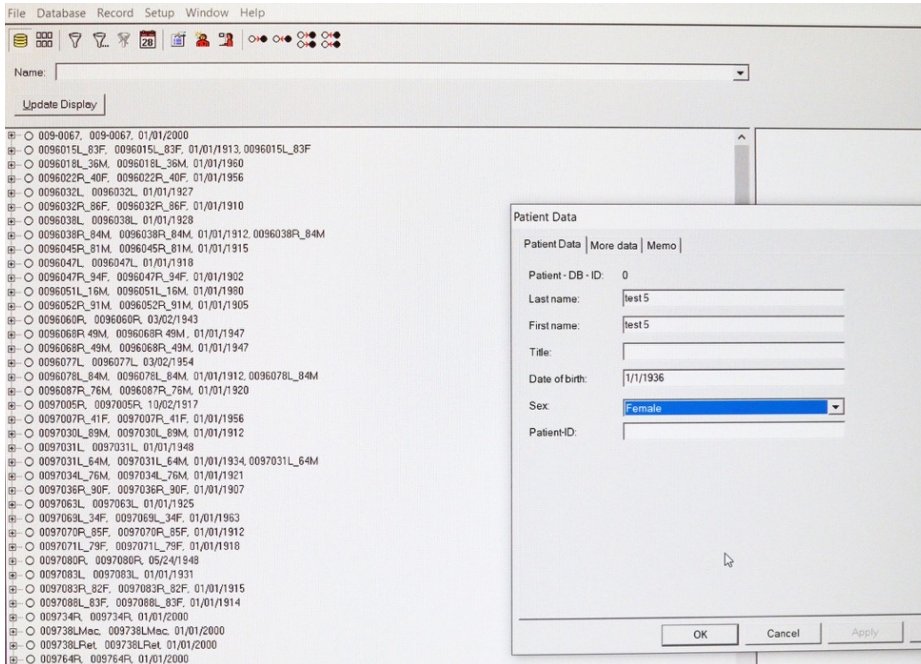 File Database Record Setup Window Help
28
Name:
Update Display
009-0067, 009-0067, 01/01/2000
0096015L_83F, 0096015L_83F, 01/01/1913, 0096015L_83F
0096018L_36M, 0096018L_36M, 01/01/1960
0096022R_40F, 0096022R_40F, 01/01/1956
0096032L, 0096032L, 01/01/1927
0096032R_86F, 0096032R_86F, 01/01/1910
0096038L, 0096038L, 01/01/1928
0096038R_84M, 0096038R_84M, 01/01/1912, 0096038R_84M
0096045R_81M, 0096045R_81M, 01/01/1915
0096047L, 0096047L, 01/01/1918
0096047R_94F, 0096047R_94F, 01/01/1902
0096051L_16M, 0096051L_16M, 01/01/1980
0096052R_91M, 0096052R_91M, 01/01/1905
0096060R, 0096060R, 03/02/1943
0096068R 49M, 0096068R 49M, 01/01/1947
0096068R_49M, 0096068R_49M, 01/01/1947
0096077L, 0096077L, 03/02/1954
0096078L_84M, 0096078L_84M, 01/01/1912, 0096078L_84M
0096087R_76M, 0096087R_76M, 01/01/1920
0097005R, 0097005R, 10/02/1917
0097007R_41F, 0097007R_41F, 01/01/1956
0097030L_89M, 0097030L_89M, 01/01/1912
0097031L, 0097031L, 01/01/1948
0097031L_64M, 0097031L_64M, 01/01/1934, 0097031L_64M
0097034L_76M, 0097034L_76M, 01/01/1921
0097036R_90F, 0097036R_90F, 01/01/1907
0097063L, 0097063L, 01/01/1925
0097069L_34F, 0097069L_34F, 01/01/1963
0097070R_85F, 0097070R_85F, 01/01/1912
0097071L_79F, 0097071L_79F, 01/01/1918
0097080R, 0097080R, 05/24/1948
0097083L, 0097083L, 01/01/1931
0097083R_82F, 0097083R_82F, 01/01/1915
0097088L_83F, 0097088L_83F, 01/01/1914
009734R, 009734R, 01/01/2000
009738LMac, 009738LMac, 01/01/2000
009738LRet, 009738LRet, 01/01/2000
009764R, 009764R, 01/01/2000
Patient Data
Patient Data More data Memo
Patient - DB - ID: 0
Last name: test 5
First name: test 5
Title:
Date of birth: 1/1/1936
Sex: Female
Patient-ID:
OK Cancel Apply